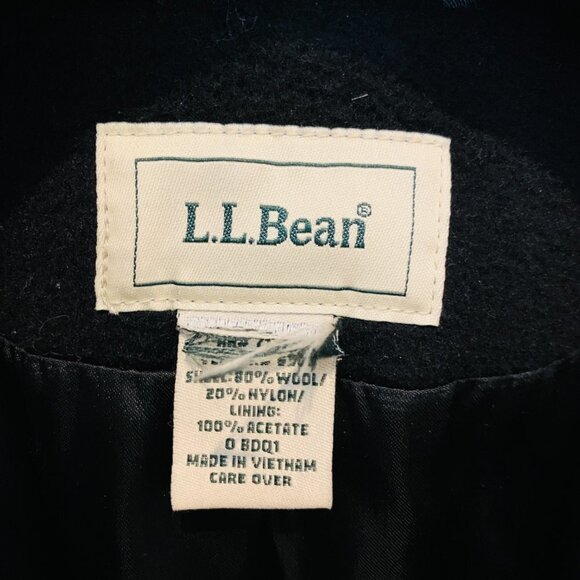 L.L.Bean®
SHELL: 80% WOOL/
20% NYLON/
LINING:
100% ACETATE
0 BDQ1
MADE IN VIETNAM
CARE OVER